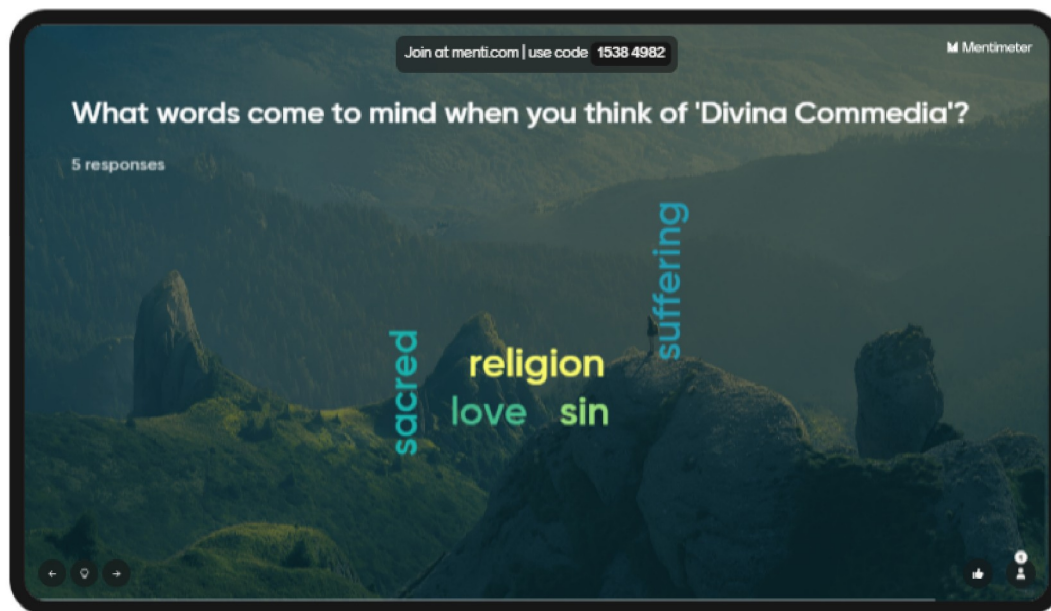 Join at menti.com | use code 1538 4982
Mentimeter
What words come to mind when you think of 'Divina Commedia'?
5 responses
suffering
sacred
religion
love sin